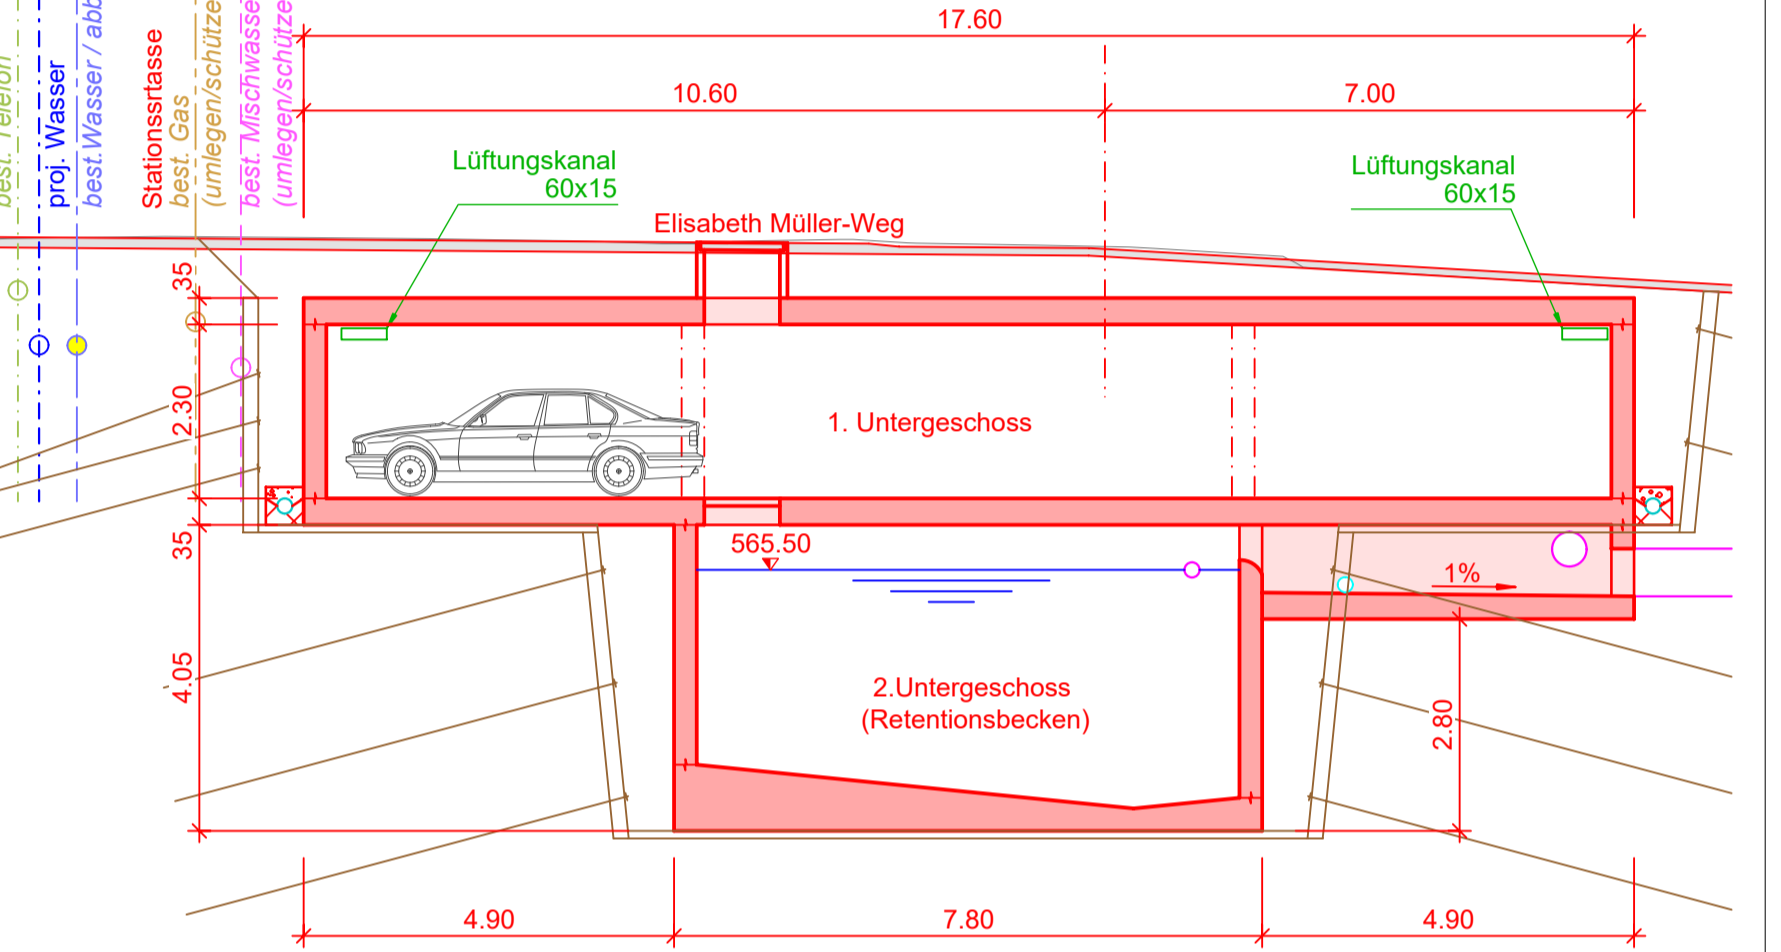 17.60
10.60
7.00
best. Telefon
proj. Wasser
best.Wasser / abb
Stationssrtasse
best. Gas
(umlegen/schütze
best. Mischwasse
(umlegen/schütze
Lüftungskanal
60x15
Lüftungskanal
60x15
Elisabeth Müller-Weg
35
2.30
1. Untergeschoss
35
565.50
1%
4.05
2.Untergeschoss
(Retentionsbecken)
2.80
4.90
7.80
4.90